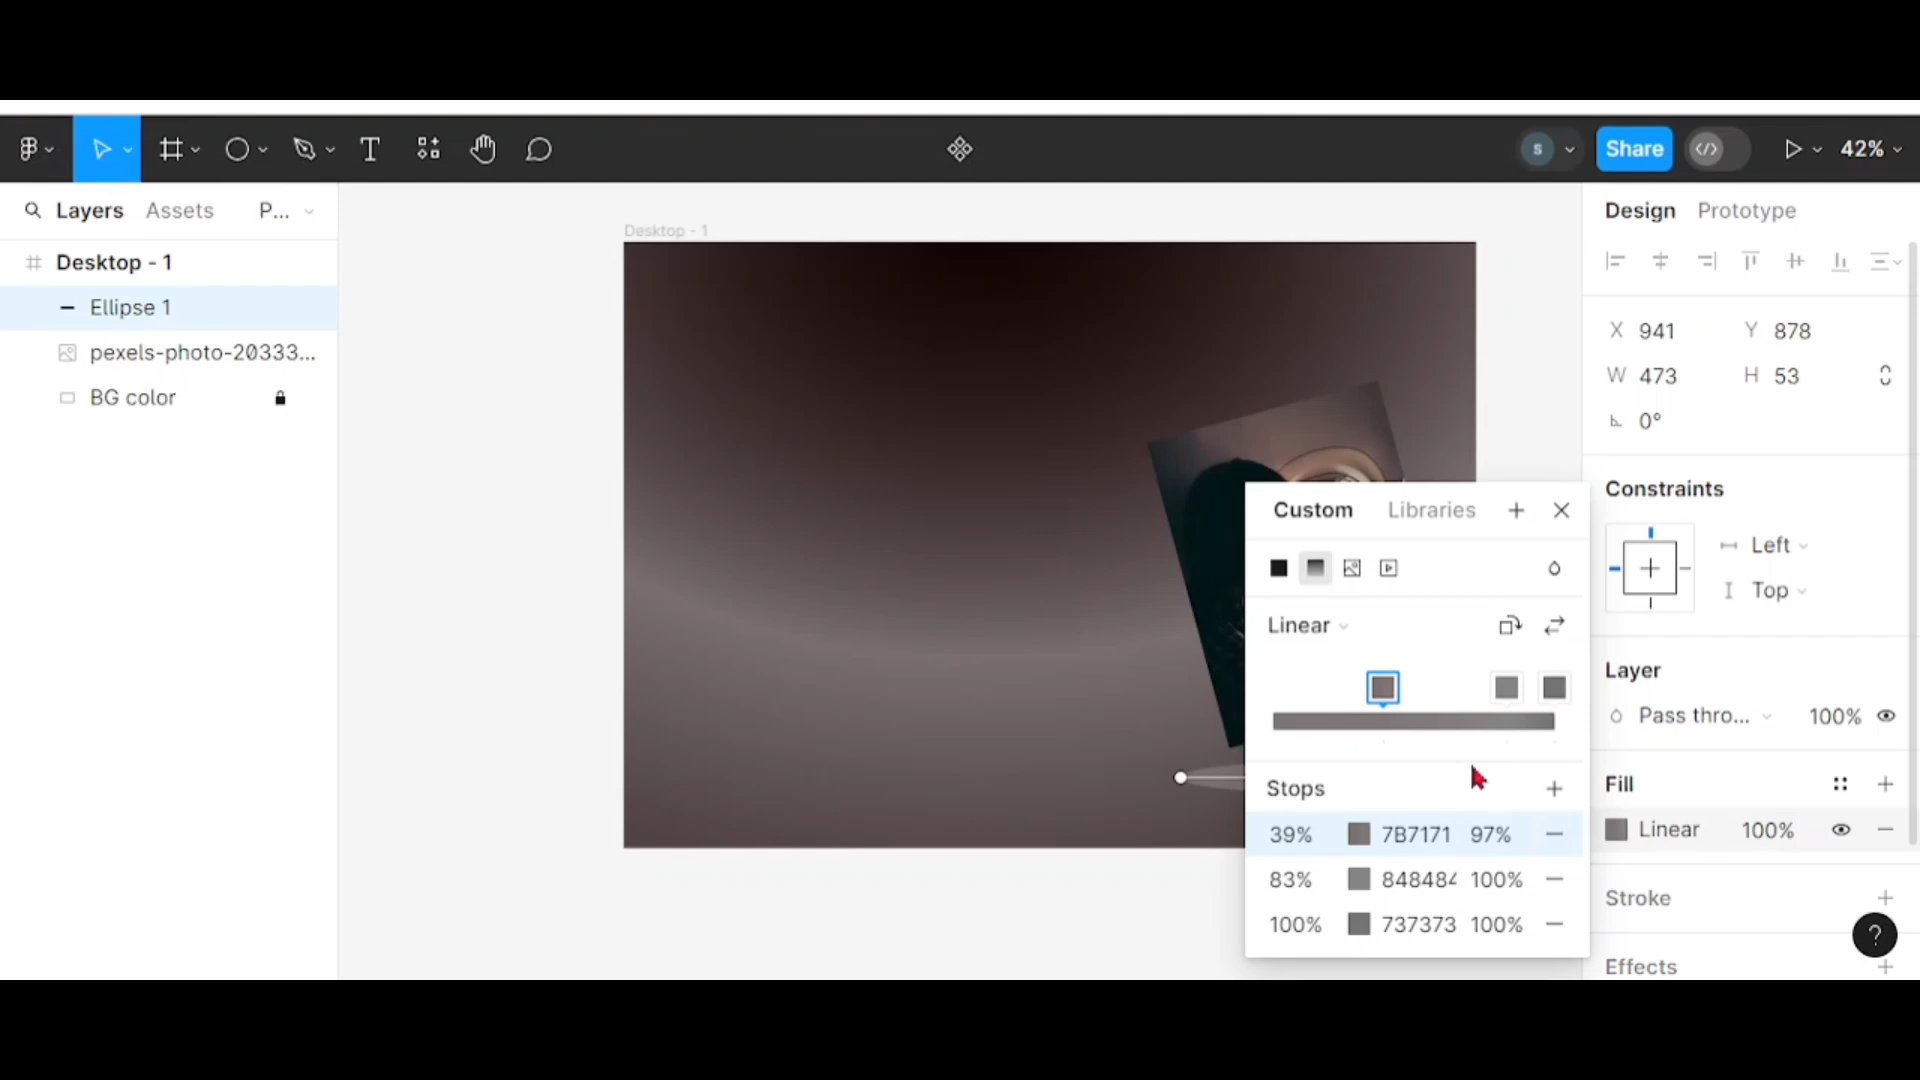 S
Share
42%
Layers
Assets
P...
Desktop - 1
Ellipse 1
pexels-photo-20333...
BG color
Desktop - 1
Custom
Libraries
Linear
Stops
39% 7B7171 97%
83% 848484 100%
100% 737373 100%
Design
Prototype
X 941 Y 878
W 473 H 53
0°
Constraints
Left
Top
Layer
Pass thro... 100%
Fill
Linear 100%
Stroke
Effects
?